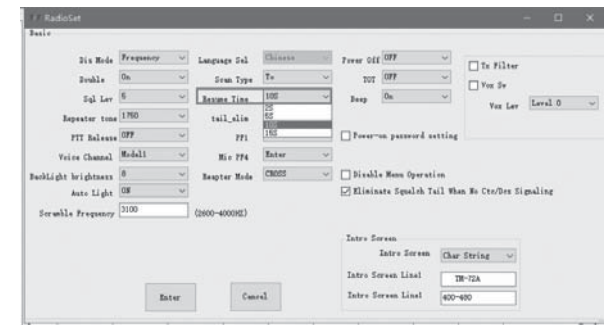 RadioSet
Basic
Dis Mode Frequency
Double On
Sql Lev 5
Repeater tone 1750
PTT Release OFF
Voice Channel Model1
BackLight brightness 8
Auto Light ON
Scramble Frequency 3100 (2600-4000HZ)
Language Sel Chinese
Scan Type To
Resume Time 10S
2S
5S
10S
15S
tail_elim
PF1
Mic PF4 Enter
Reapter Mode CROSS
Power Off OFF
TOT OFF
Beep On
Power-on password setting
Disable Menu Operation
Eliminate Squelch Tail When No Ctc/Dcs Signaling
Tx Filter
Vox Sw
Vox Lev Level 0
Intro Screen
Intro Screen Char String
Intro Screen Line1 TM-72A
Intro Screen Line1 400-490
Enter
Cancel